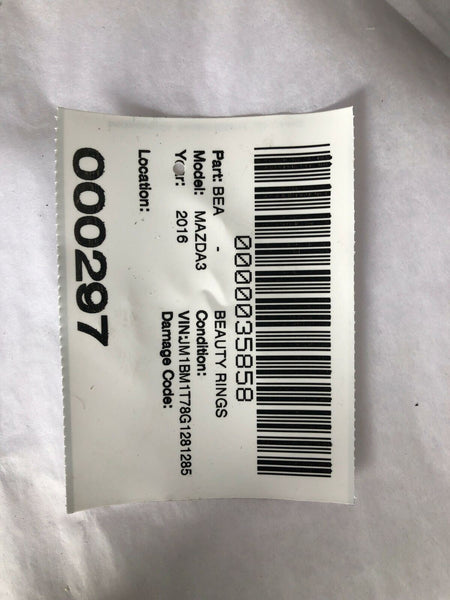 0000035858
Part: BEA - BEAUTY RINGS
Model: MAZDA3 Condition:
Year: 2016 VIN:JM1BM1T78G1281285
Damage Code:
Location:
000297